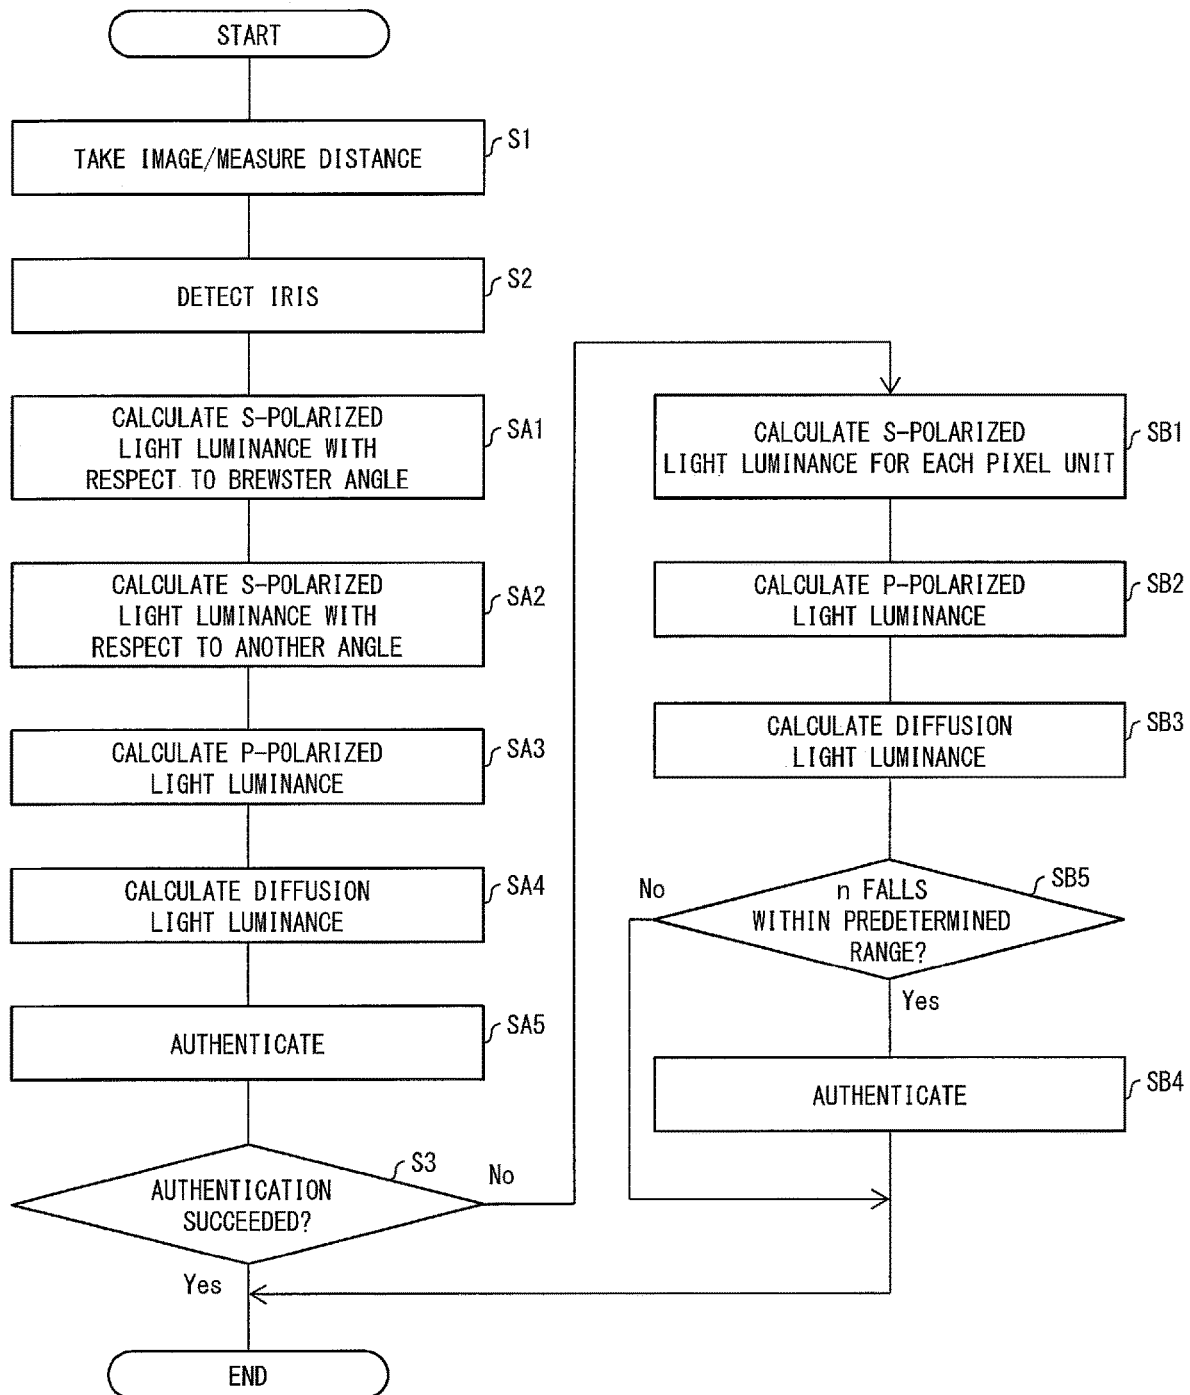 START
TAKE IMAGE/MEASURE DISTANCE
S1
DETECT IRIS
S2
CALCULATE S-POLARIZED
LIGHT LUMINANCE WITH
RESPECT TO BREWSTER ANGLE
SA1
CALCULATE S-POLARIZED
LIGHT LUMINANCE WITH
RESPECT TO ANOTHER ANGLE
SA2
CALCULATE P-POLARIZED
LIGHT LUMINANCE
SA3
CALCULATE DIFFUSION
LIGHT LUMINANCE
SA4
AUTHENTICATE
SA5
AUTHENTICATION
SUCCEEDED?
S3
No
Yes
END
CALCULATE S-POLARIZED
LIGHT LUMINANCE FOR EACH PIXEL UNIT
SB1
CALCULATE P-POLARIZED
LIGHT LUMINANCE
SB2
CALCULATE DIFFUSION
LIGHT LUMINANCE
SB3
n FALLS
WITHIN PREDETERMINED
RANGE?
SB5
No
Yes
AUTHENTICATE
SB4